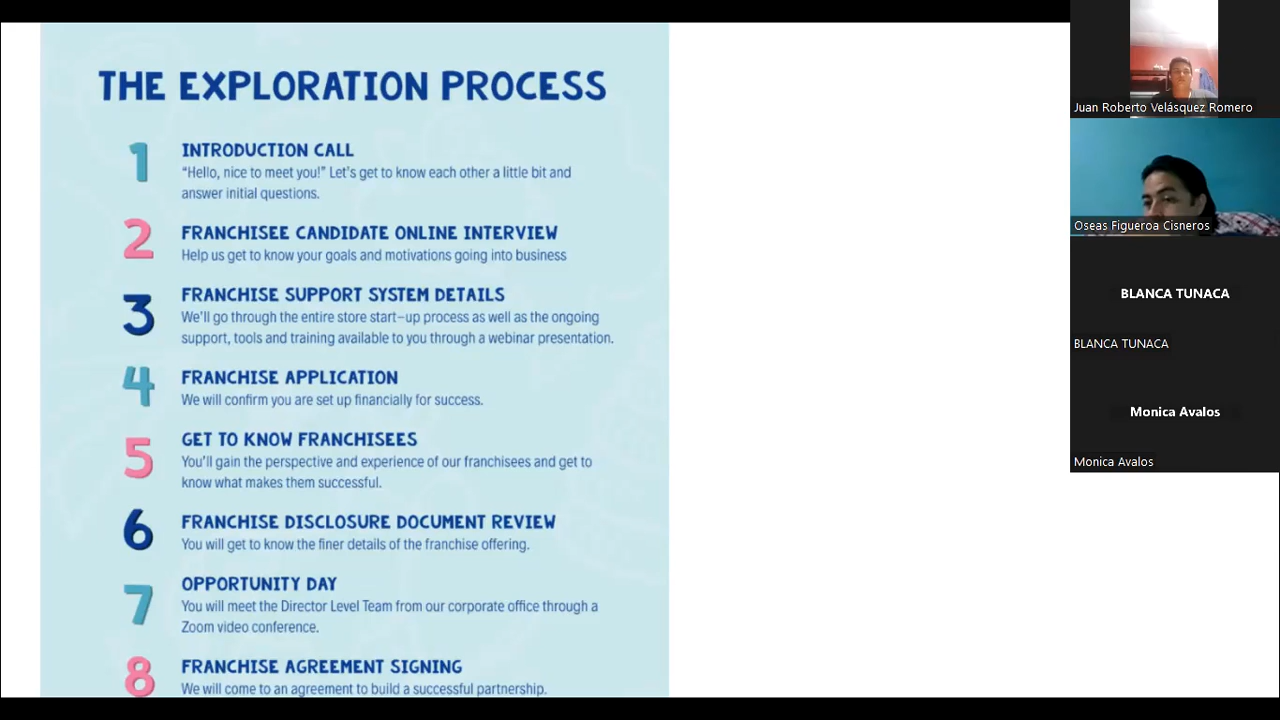 THE EXPLORATION PROCESS
1
INTRODUCTION CALL
“Hello, nice to meet you!” Let's get to know each other a little bit and
answer initial questions.
2
FRANCHISEE CANDIDATE ONLINE INTERVIEW
Help us get to know your goals and motivations going into business
3
FRANCHISE SUPPORT SYSTEM DETAILS
We'll go through the entire store start-up process as well as the ongoing
support, tools and training available to you through a webinar presentation.
4
FRANCHISE APPLICATION
We will confirm you are set up financially for success.
5
GET TO KNOW FRANCHISEES
You'll gain the perspective and experience of our franchisees and get to
know what makes them successful.
6
FRANCHISE DISCLOSURE DOCUMENT REVIEW
You will get to know the finer details of the franchise offering.
7
OPPORTUNITY DAY
You will meet the Director Level Team from our corporate office through a
Zoom video conference.
8
FRANCHISE AGREEMENT SIGNING
We will come to an agreement to build a successful partnership.
Juan Roberto Velásquez Romero
Oseas Figueroa Cisneros
BLANCA TUNACA
BLANCA TUNACA
Monica Avalos
Monica Avalos